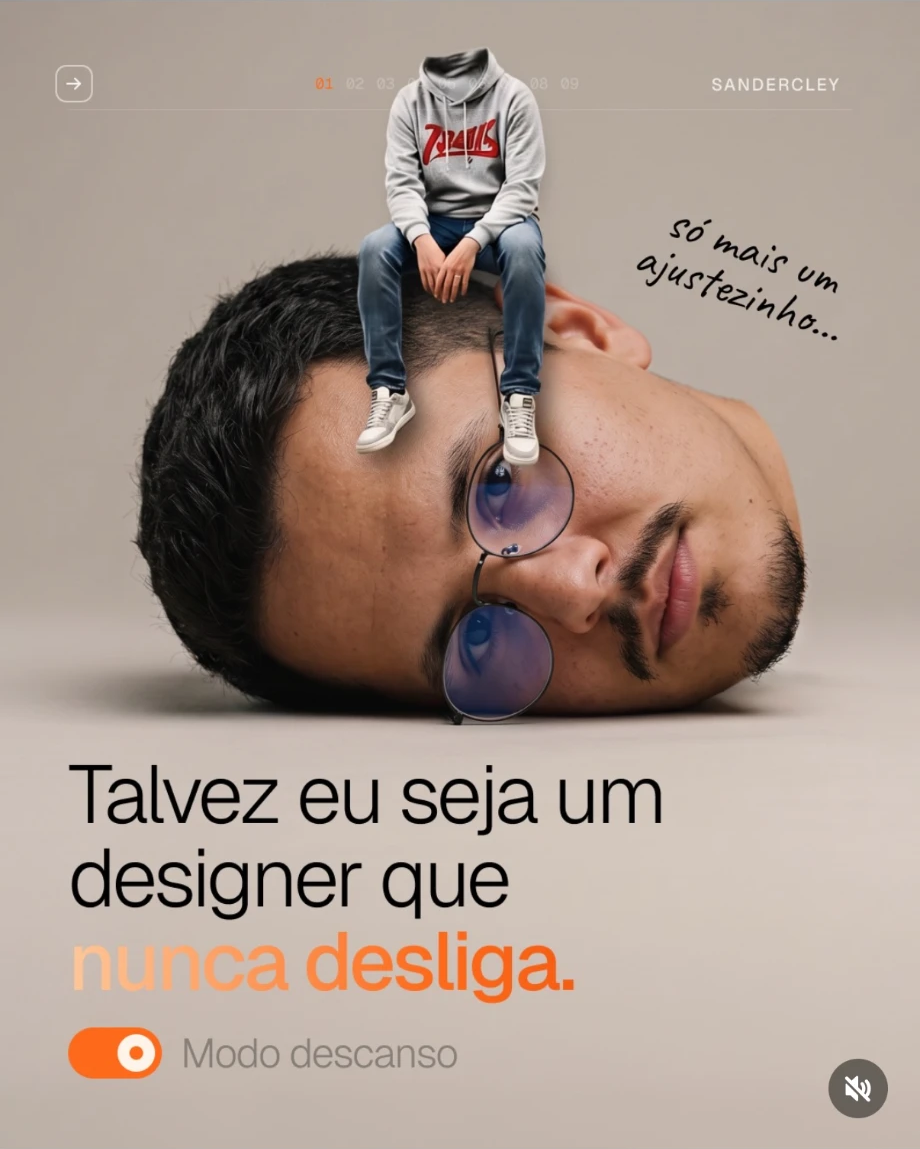 01 02 03 08 09
SANDERCLEY
só mais um
ajustezinho...
Talvez eu seja um
designer que
nunca desliga.
Modo descanso